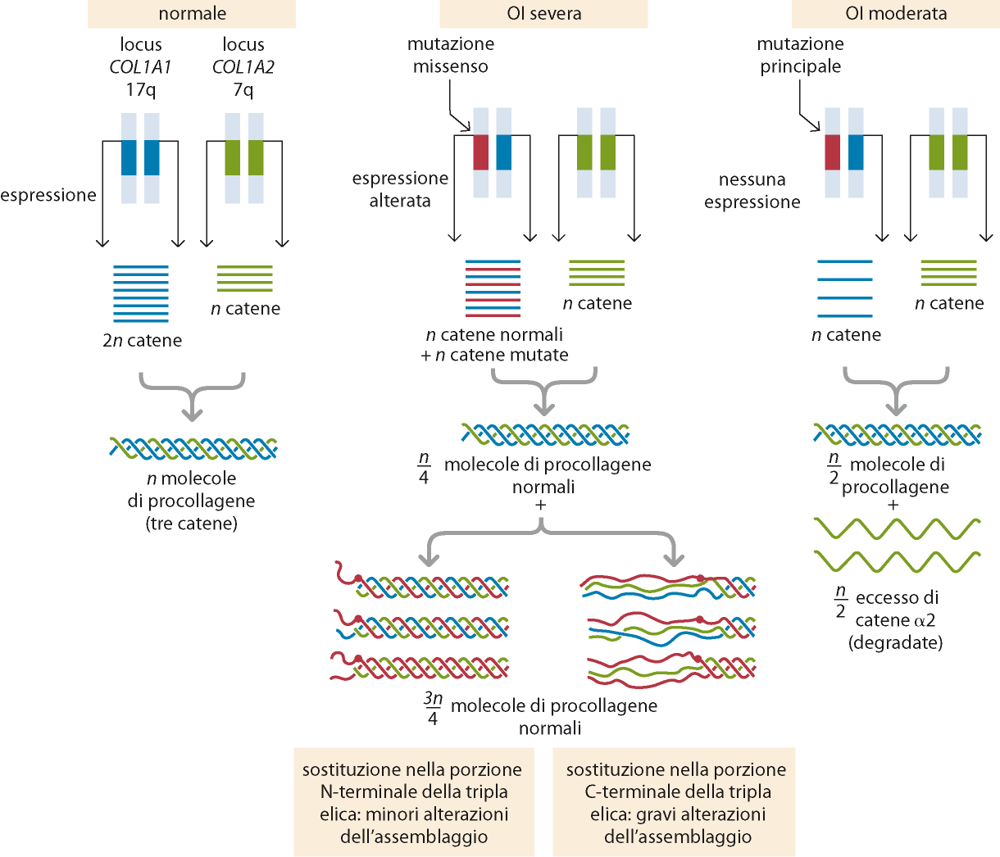 normale
locus
COL1A1
17q
locus
COL1A2
7q
espressione
2n catene
n catene
n molecole
di procollagene
(tre catene)
OI severa
mutazione
missenso
espressione
alterata
n catene normali
+ n catene mutate
n catene
n
4
molecole di procollagene
normali
+
3n
4
molecole di procollagene
normali
sostituzione nella porzione
N-terminale della tripla
elica: minori alterazioni
dell'assemblaggio
sostituzione nella porzione
C-terminale della tripla
elica: gravi alterazioni
dell'assemblaggio
OI moderata
mutazione
principale
nessuna
espressione
n catene
n catene
n
2
molecole di
procollagene
+
n
2
eccesso di
catene α2
(degradate)